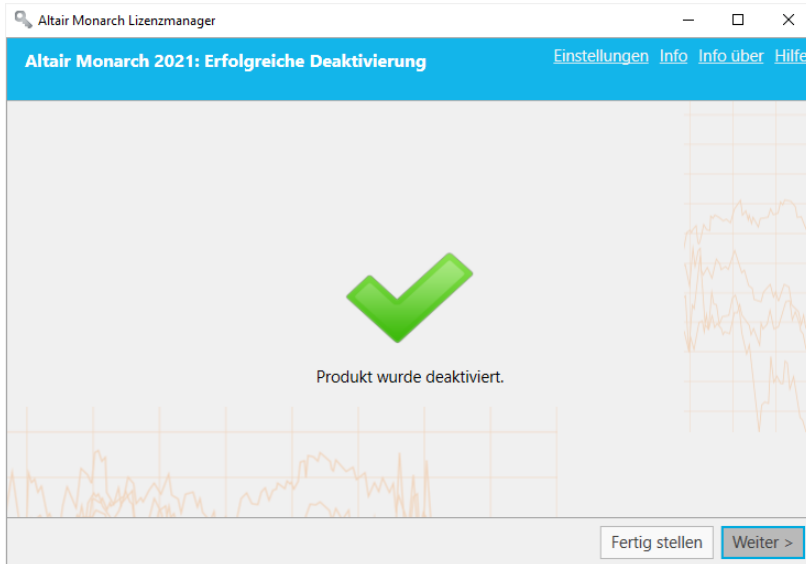 Altair Monarch Lizenzmanager
Altair Monarch 2021: Erfolgreiche Deaktivierung
Einstellungen Info Info über Hilfe
Produkt wurde deaktiviert.
Fertig stellen Weiter >